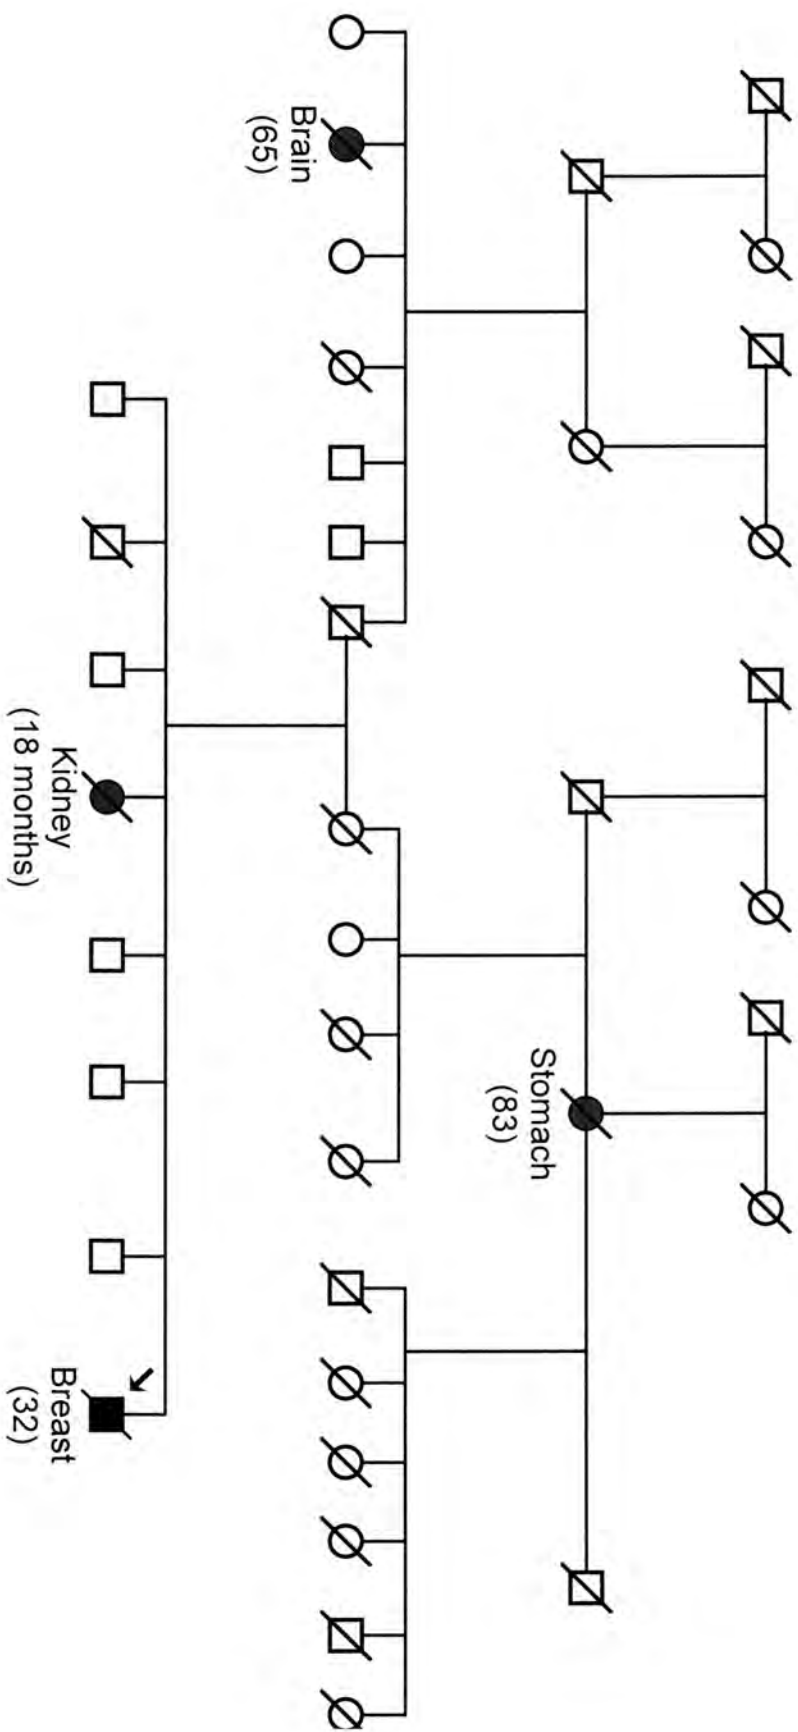 Stomach
(83)
Brain
(65)
Kidney
(18 months)
Breast
(32)